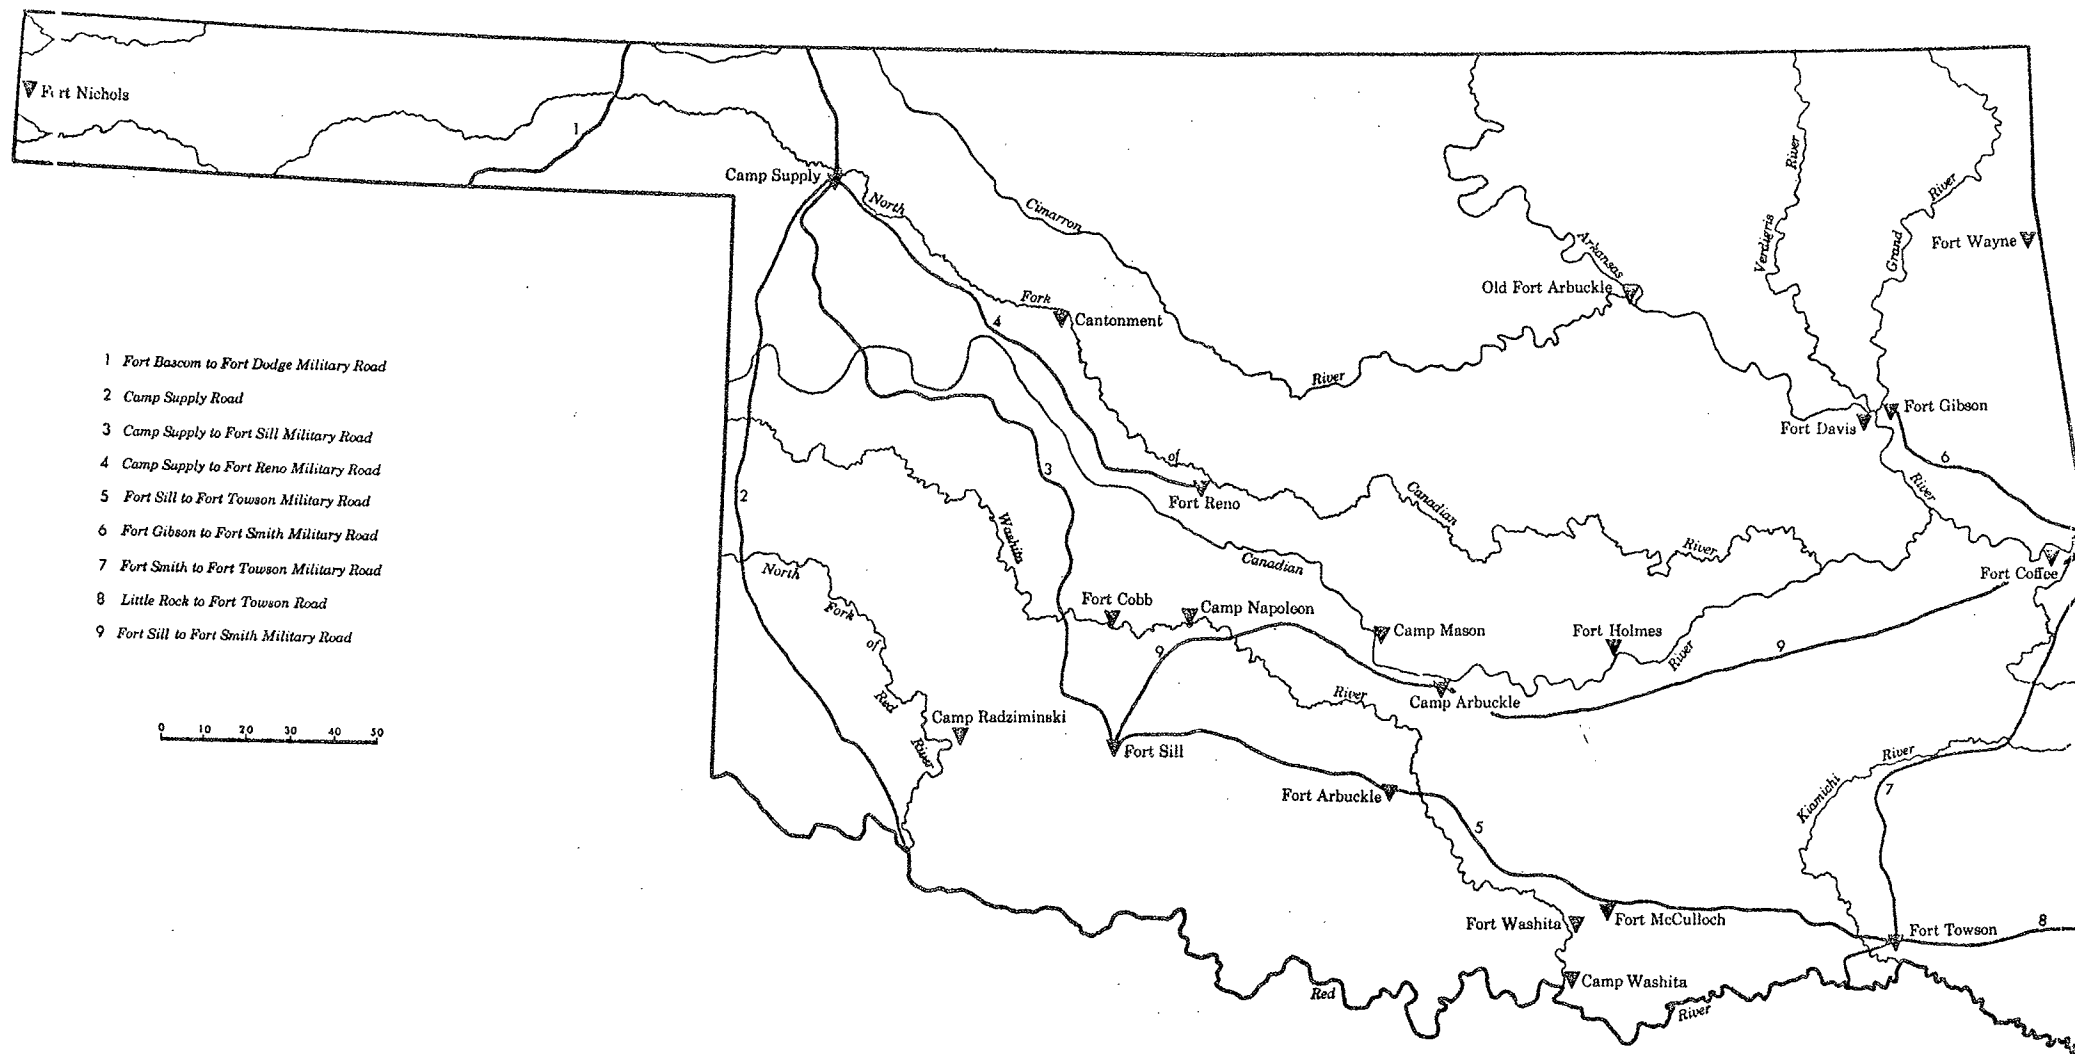 Fort Nichols
1
Camp Supply
North
Cimarron
River
River
Verdigris
Grand
Fort Wayne
Arkansas
Old Fort Arbuckle
Fork
Cantonment
4
River
1 Fort Bascom to Fort Dodge Military Road
2 Camp Supply Road
3 Camp Supply to Fort Sill Military Road
4 Camp Supply to Fort Reno Military Road
5 Fort Sill to Fort Towson Military Road
6 Fort Gibson to Fort Smith Military Road
7 Fort Smith to Fort Towson Military Road
8 Little Rock to Fort Towson Road
9 Fort Sill to Fort Smith Military Road
Fort Gibson
Fort Davis
6
of
3
2
Fort Reno
Canadian
River
Washita
River
Canadian
North
Fort Coffee
Fork
Fort Cobb
Camp Napoleon
Camp Mason
Fort Holmes
of
9
River
9
River
Red
Camp Arbuckle
Camp Radziminski
0 10 20 30 40 50
River
Fort Sill
River
Kiamichi
7
Fort Arbuckle
5
Fort Washita
Fort McCulloch
Fort Towson
8
Camp Washita
Red
River